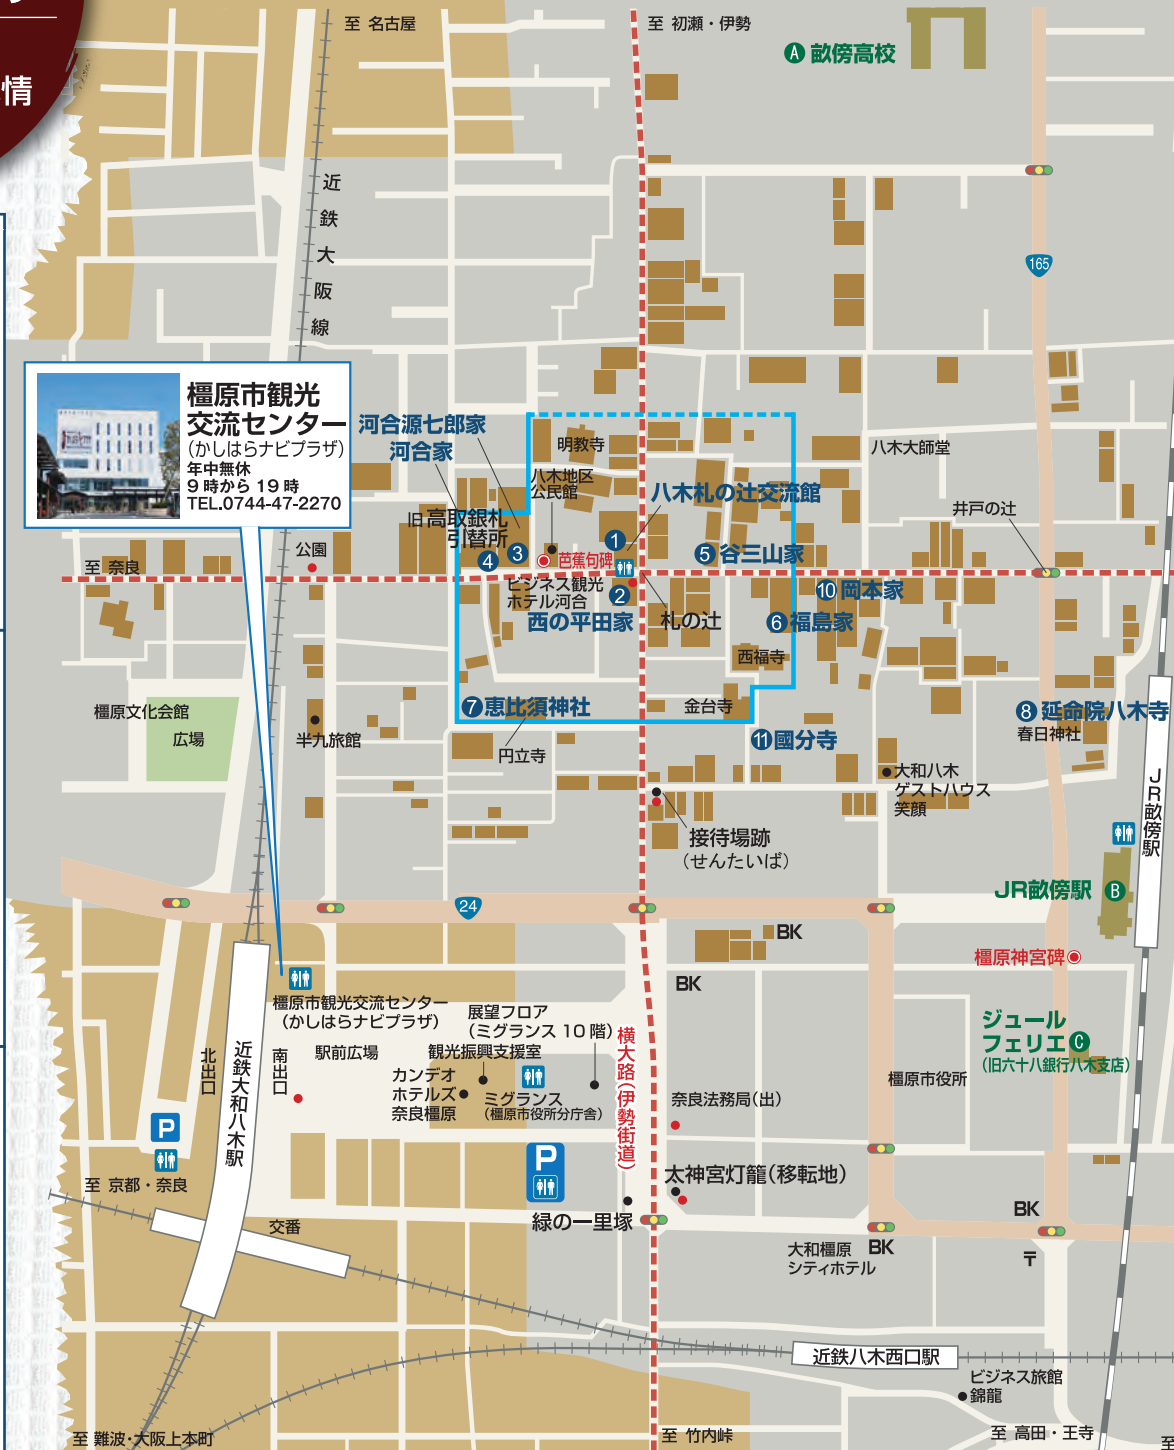 情
至 名古屋
至 初瀬・伊勢
A 畝傍高校
近鉄大阪線
165
橿原市観光
交流センター
(かしはらナビプラザ)
年中無休
9時から19時
TEL.0744-47-2270
河合源七郎家
河合家
明教寺
八木地区
公民館
八木札の辻交流館
八木大師堂
井戸の辻
旧高取銀札
引替所
公園
至 奈良
4
3
芭蕉句碑
1
5 谷三山家
ビジネス観光
ホテル河合
2
西の平田家
札の辻
10 岡本家
6 福島家
西福寺
橿原文化会館
広場
半九旅館
7 恵比須神社
円立寺
金台寺
11 國分寺
8 延命院八木寺
春日神社
大和八木
ゲストハウス
笑顔
接待場跡
(せんたいば)
JR畝傍駅
JR畝傍駅 B
24
BK
BK
橿原神宮碑
橿原市観光交流センター
(かしはらナビプラザ)
展望フロア
(ミグランス10階)
観光振興支援室
駅前広場
北出口
近鉄大和八木駅
南出口
カンデオ
ホテルズ
奈良橿原
ミグランス
(橿原市役所分庁舎)
横大路(伊勢街道)
ジュール
フェリエ C
(旧六十八銀行八木支店)
橿原市役所
奈良法務局(出)
P
P
至 京都・奈良
交番
太神宮灯籠(移転地)
緑の一里塚
大和橿原
シティホテル
BK
BK
〒
近鉄八木西口駅
ビジネス旅館
錦龍
至 難波・大阪上本町
至 竹内峠
至 高田・王寺
至